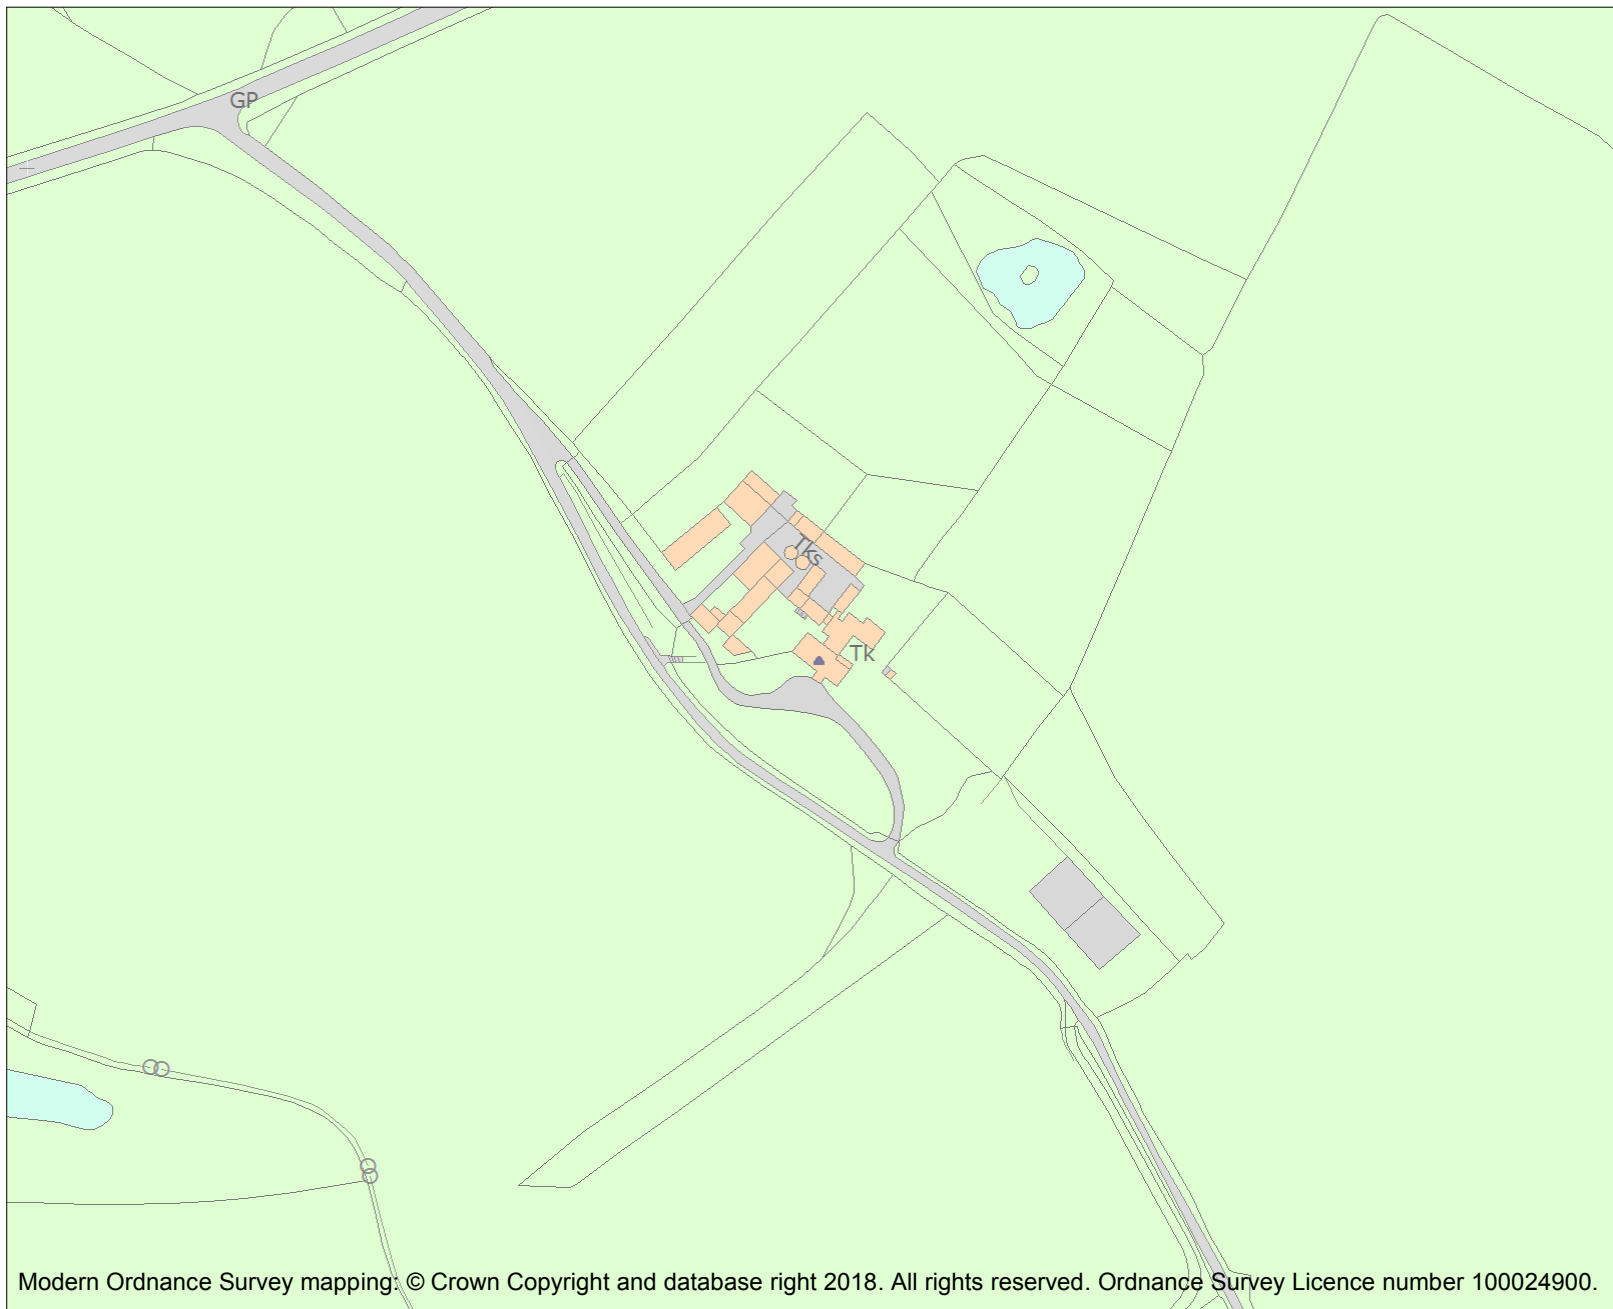 GP
Tks
Tk
Modern Ordnance Survey mapping: © Crown Copyright and database right 2018. All rights reserved. Ordnance Survey Licence number 100024900.